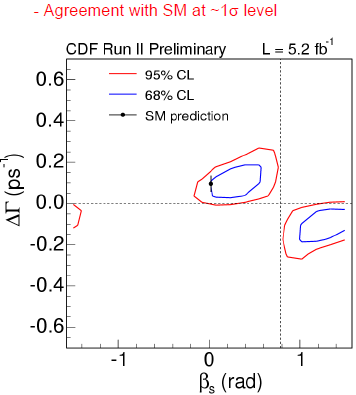 - Agreement with SM at ~1σ level
CDF Run II Preliminary L = 5.2 fb⁻¹
95% CL
68% CL
SM prediction
ΔΓ (ps⁻¹)
0.6
0.4
0.2
0.0
-0.2
-0.4
-0.6
-1 0 1
βₛ (rad)